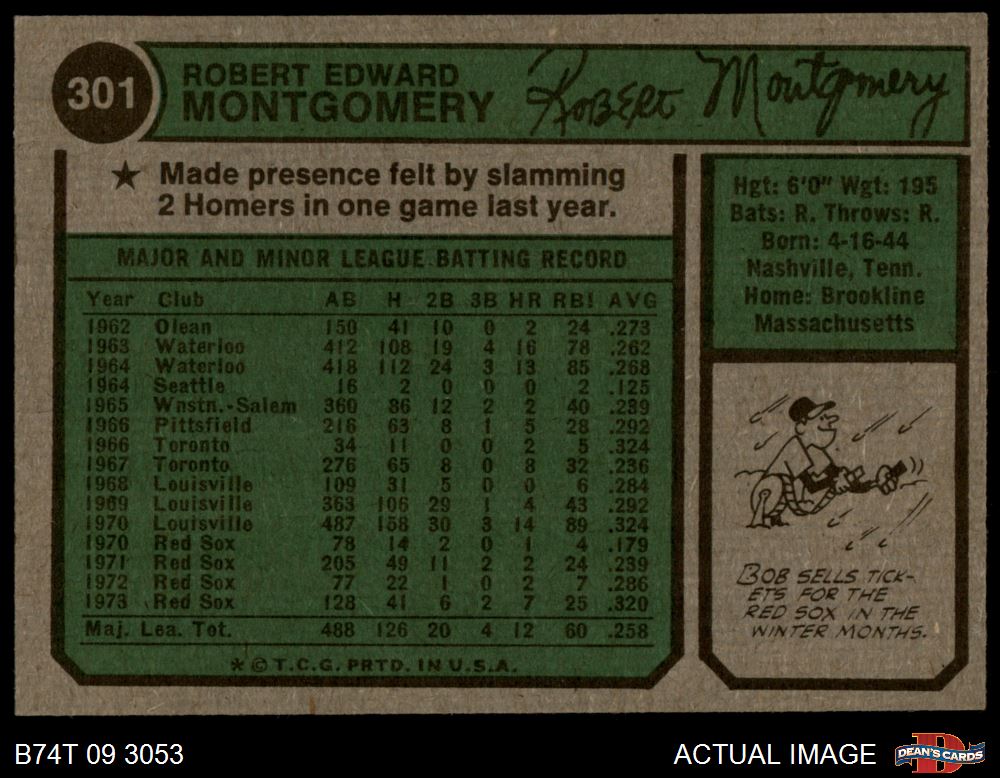 301
ROBERT EDWARD
MONTGOMERY
Robert Montgomery
★ Made presence felt by slamming
2 Homers in one game last year.
MAJOR AND MINOR LEAGUE BATTING RECORD
Year Club AB H 2B 3B HR RBI AVG
1962 Olean 150 41 10 0 2 24 .273
1963 Waterloo 412 108 19 4 16 78 .262
1964 Waterloo 418 112 24 3 13 85 .268
1964 Seattle 16 2 0 0 0 2 .125
1965 Wnstn.-Salem 360 86 12 2 2 40 .239
1966 Pittsfield 216 63 8 1 5 28 .292
1966 Toronto 34 11 0 0 2 5 .324
1967 Toronto 276 65 8 0 8 32 .236
1968 Louisville 109 31 5 0 0 6 .284
1969 Louisville 363 106 29 1 4 43 .292
1970 Louisville 487 158 30 3 14 89 .324
1970 Red Sox 78 14 2 0 1 4 .179
1971 Red Sox 205 49 11 2 2 24 .239
1972 Red Sox 77 22 1 0 2 7 .286
1973 Red Sox 128 41 6 2 7 25 .320
Maj. Lea. Tot. 488 126 20 4 12 60 .258
* © T.C.G. PRTD. IN U.S.A.
Hgt: 6'0" Wgt: 195
Bats: R. Throws: R.
Born: 4-16-44
Nashville, Tenn.
Home: Brookline
Massachusetts
BOB SELLS TICK-
ETS FOR THE
RED SOX IN THE
WINTER MONTHS.
B74T 09 3053
ACTUAL IMAGE
DEAN'S CARDS